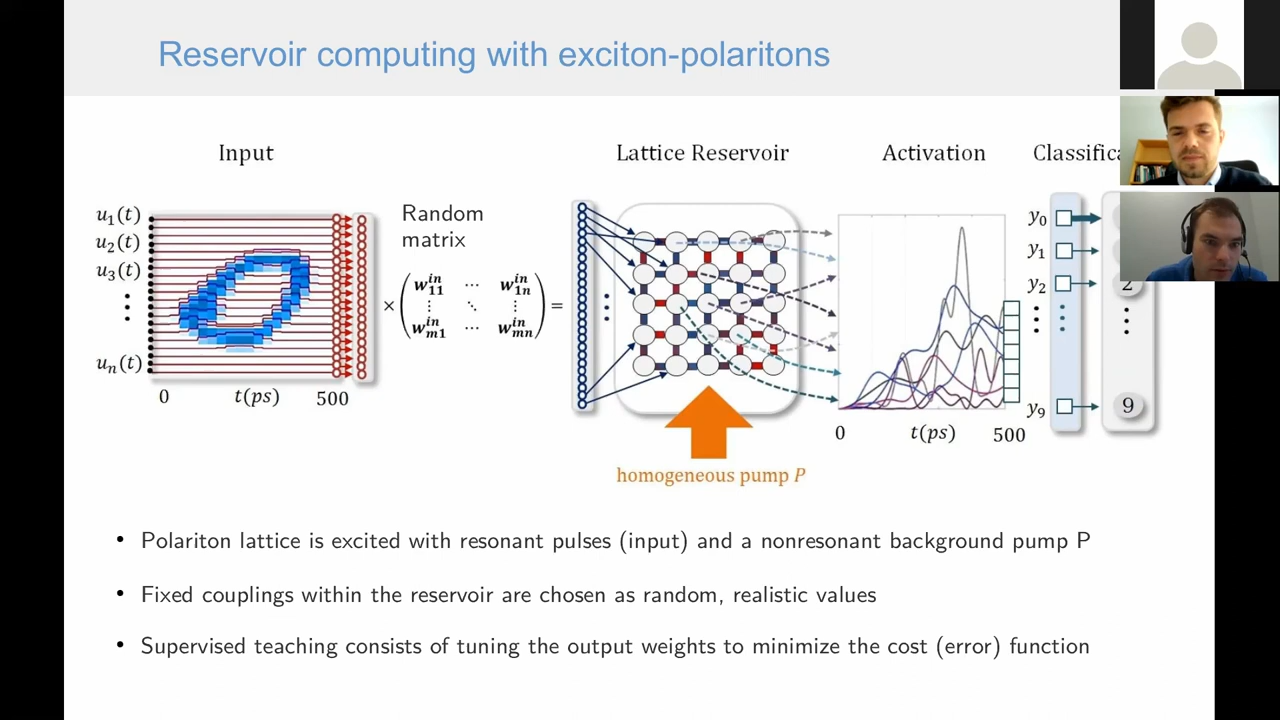 Reservoir computing with exciton-polaritons
Input
Lattice Reservoir
Activation
Classifica
Random
matrix
u₁(t)
u₂(t)
u₃(t)
⋮
uₙ(t)
0
t(ps)
500
×
w₁₁ⁱⁿ ⋯ w₁ₙⁱⁿ
⋮ ⋱ ⋮
wₘ₁ⁱⁿ ⋯ wₘₙⁱⁿ
=
⋮
homogeneous pump P
0
t(ps)
500
y₀
y₁
y₂
⋮
y₉
⋮
2
⋮
9
• Polariton lattice is excited with resonant pulses (input) and a nonresonant background pump P
• Fixed couplings within the reservoir are chosen as random, realistic values
• Supervised teaching consists of tuning the output weights to minimize the cost (error) function